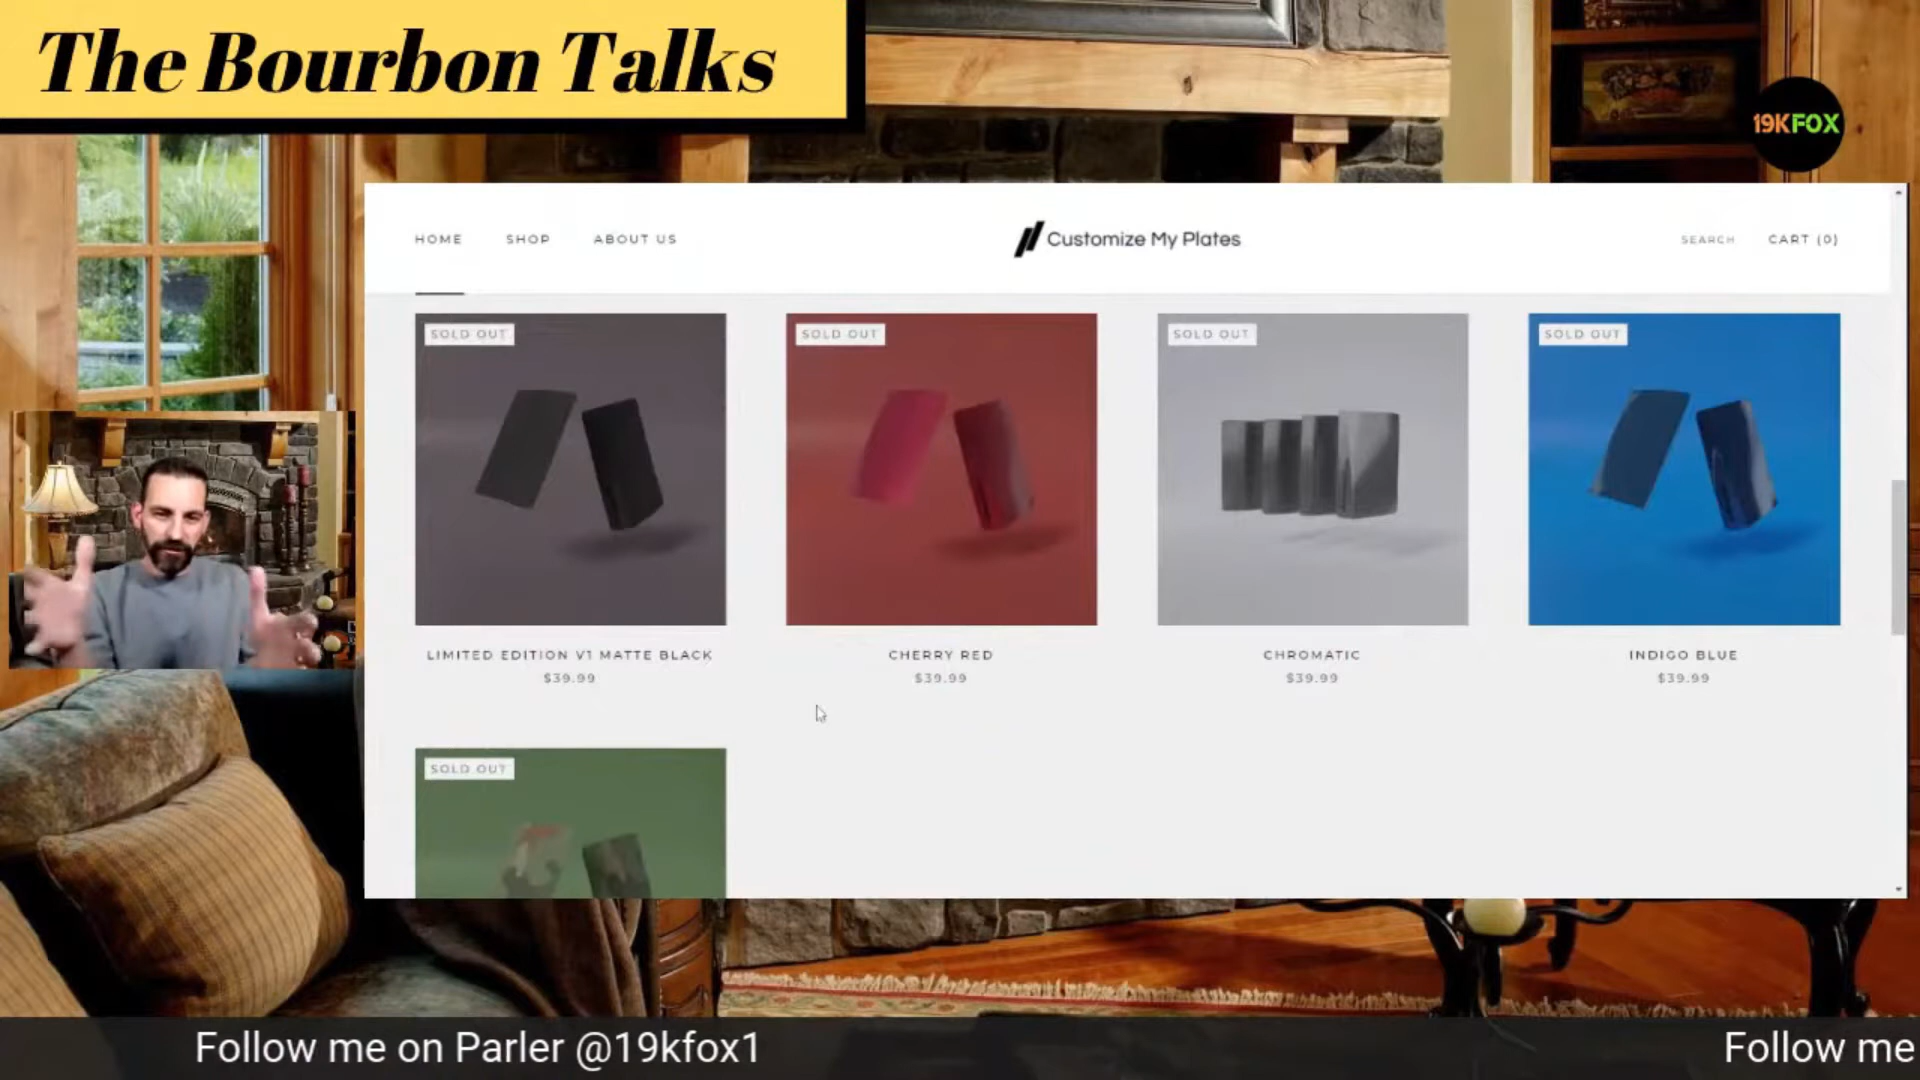 The Bourbon Talks
19KFOX
HOME SHOP ABOUT US
Customize My Plates
SEARCH CART (0)
SOLD OUT
SOLD OUT
SOLD OUT
SOLD OUT
LIMITED EDITION V1 MATTE BLACK
$39.99
CHERRY RED
$39.99
CHROMATIC
$39.99
INDIGO BLUE
$39.99
SOLD OUT
Follow me on Parler @19kfox1
Follow me